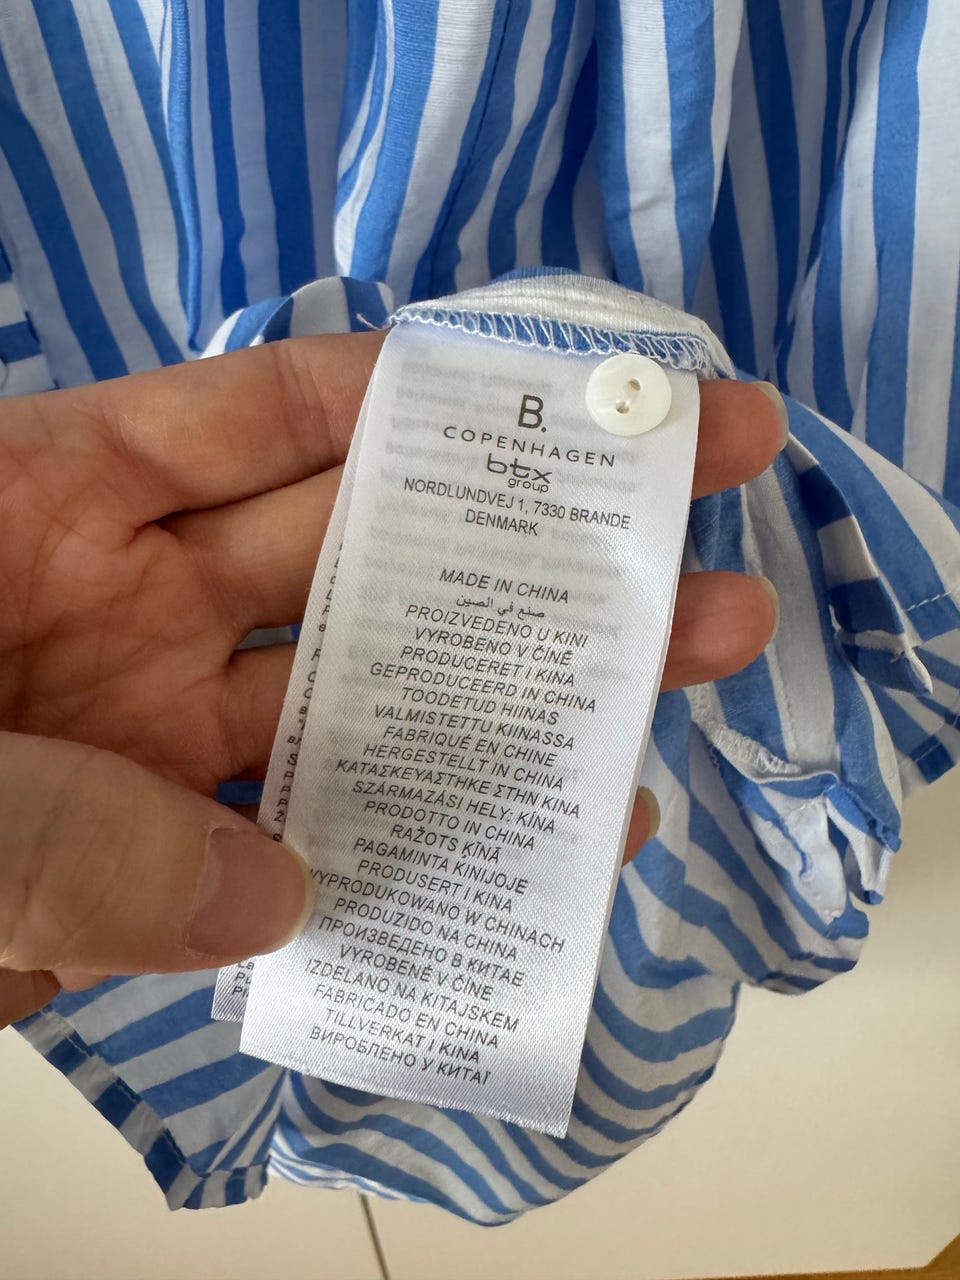 B.
COPENHAGEN
btx
group
NORDLUNDVEJ 1, 7330 BRANDE
DENMARK
MADE IN CHINA
صنع في الصين
PROIZVEDENO U KINI
VYROBENO V ČÍNĚ
PRODUCERET I KINA
GEPRODUCEERD IN CHINA
TOODETUD HIINAS
VALMISTETTU KIINASSA
FABRIQUÉ EN CHINE
HERGESTELLT IN CHINA
ΚΑΤΑΣΚΕΥΑΣΤΗΚΕ ΣΤΗΝ ΚΙΝΑ
SZÁRMAZÁSI HELY: KÍNA
PRODOTTO IN CHINA
RAŽOTS ĶĪNĀ
PAGAMINTA KINIJOJE
PRODUSERT I KINA
WYPRODUKOWANO W CHINACH
PRODUZIDO NA CHINA
ПРОИЗВЕДЕНО В КИТАЕ
VYROBENÉ V ČÍNE
IZDELANO NA KITAJSKEM
FABRICADO EN CHINA
TILLVERKAT I KINA
ВИРОБЛЕНО У КИТАЇ